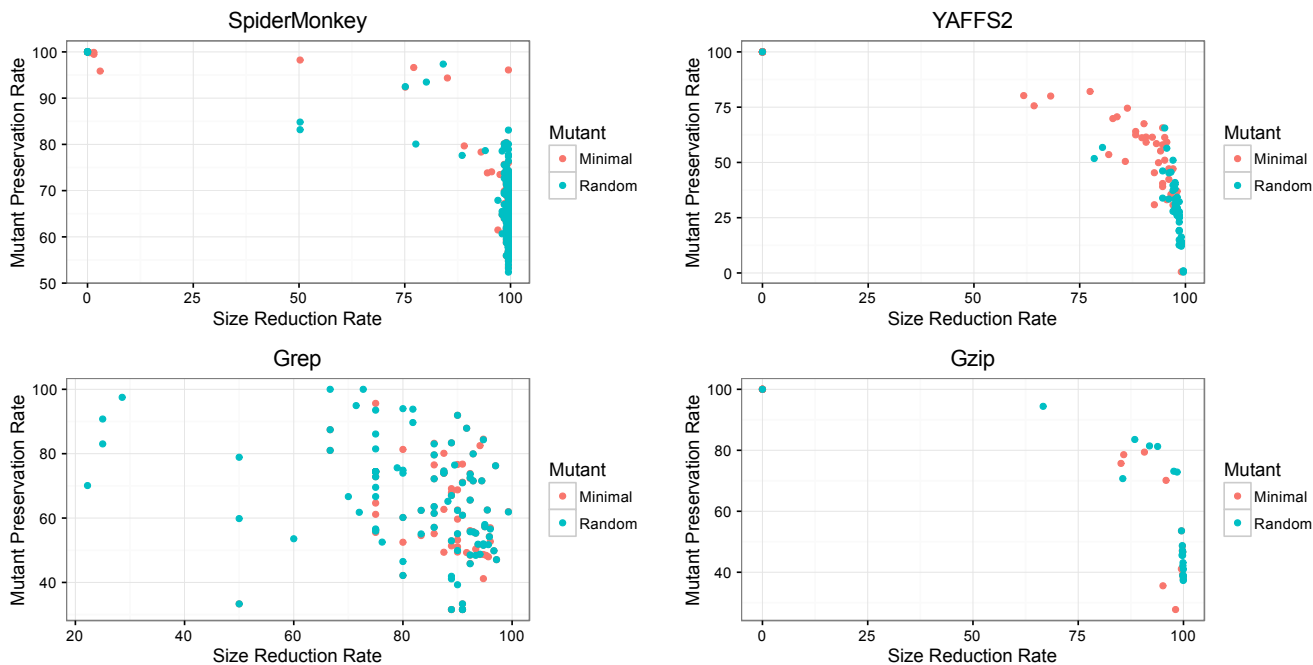 SpiderMonkey
Mutant Preservation Rate
100
90
80
70
60
50
0
25
50
75
100
Size Reduction Rate
Mutant
Minimal
Random
YAFFS2
Mutant Preservation Rate
100
75
50
25
0
0
25
50
75
100
Size Reduction Rate
Mutant
Minimal
Random
Grep
Mutant Preservation Rate
100
80
60
40
20
40
60
80
100
Size Reduction Rate
Mutant
Minimal
Random
Gzip
Mutant Preservation Rate
100
80
60
40
0
25
50
75
100
Size Reduction Rate
Mutant
Minimal
Random